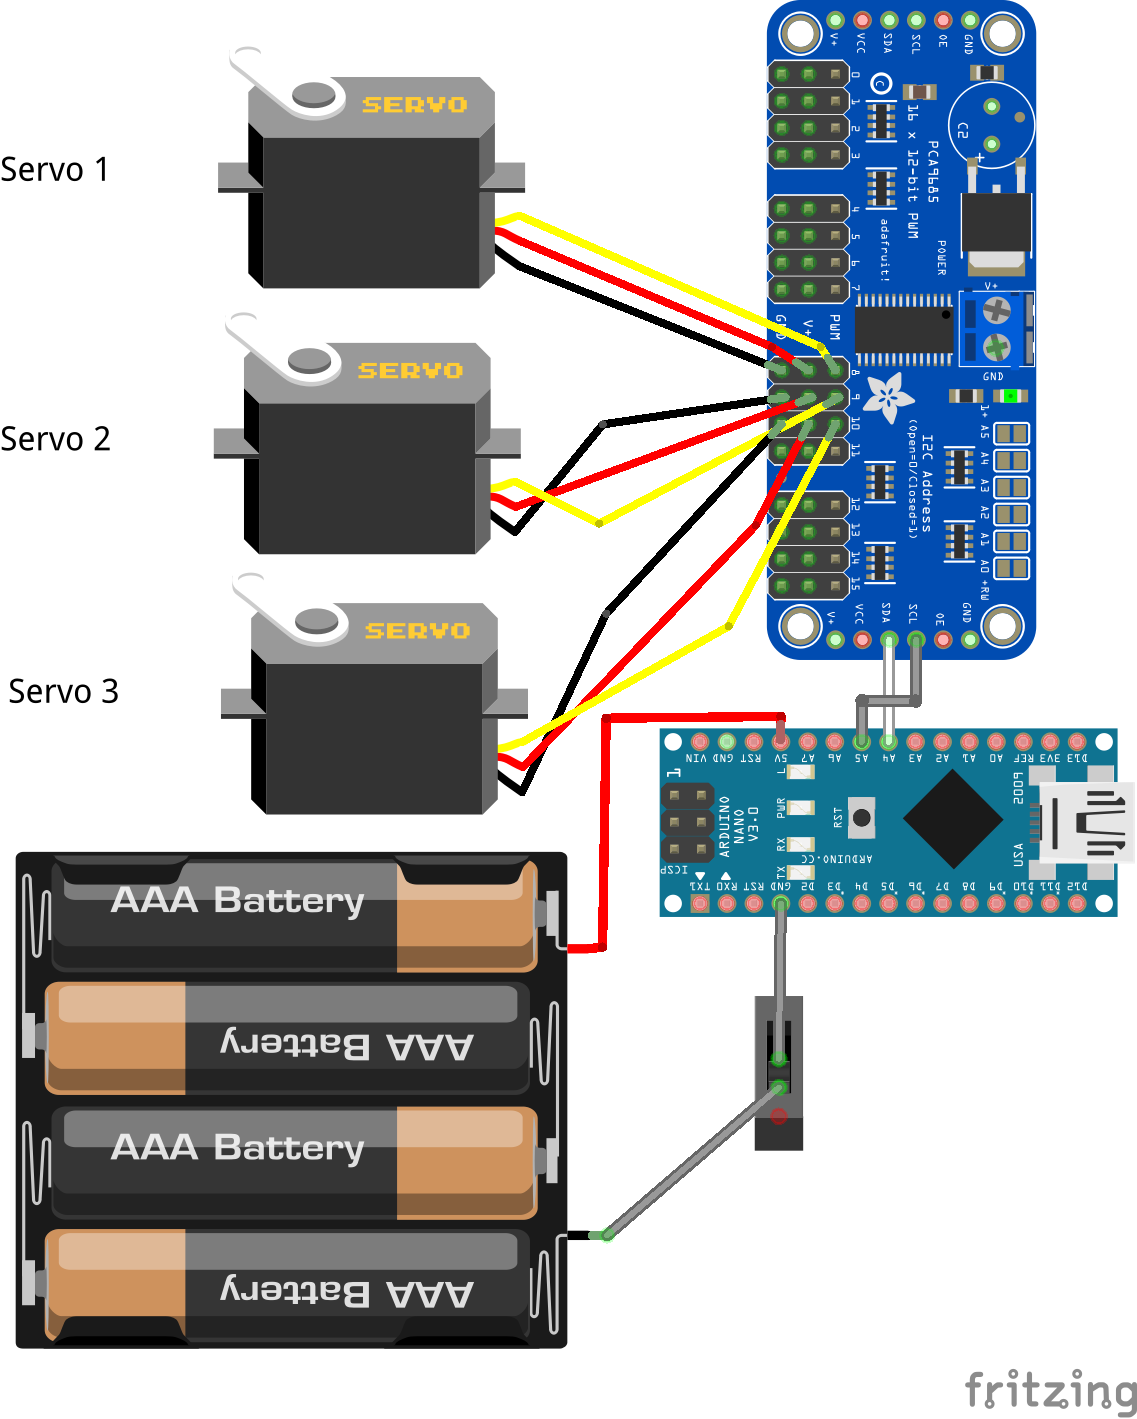 Servo 1
SERVO
Servo 2
SERVO
Servo 3
SERVO
V+ VCC SDA SCL OE GND
0
1
2
3
4
5
6
7
C
C2
+
PCA9685
16 x 12-bit PWM
adafruit!
POWER
V+
GND
GND V+ PWM
8
9
10
11
12
13
14
15
I2C Address
(Open=0/Closed=1)
1+
A5
A4
A3
A2
A1
A0
+RW
V+ VCC SDA SCL OE GND
VIN GND RST 5V A7 A6 A5 A4 A3 A2 A1 A0 REF 3V3 D13
1
L
PWR
RX
TX
RST
ARDUINO
NANO
V3.0
ARDUINO.CC
ICSP
USA
TX1 RX0 RST GND D2 D3 D4 D5 D6 D7 D8 D9 D10 D11 D12
AAA Battery
AAA Battery
AAA Battery
AAA Battery
fritzing